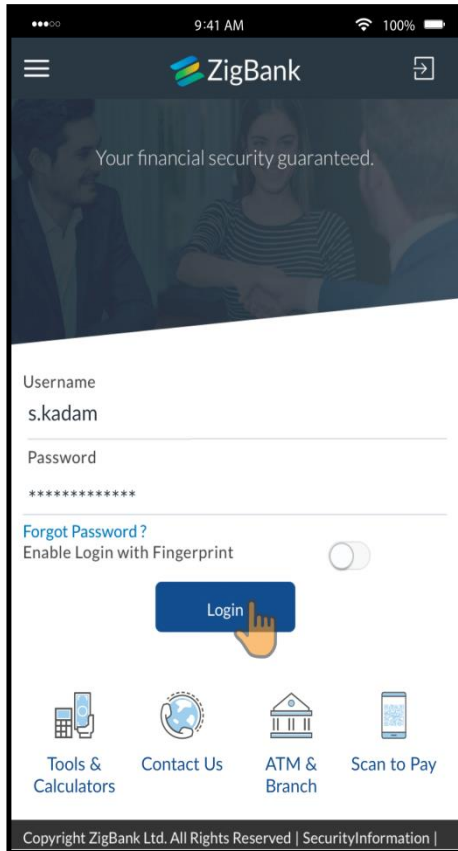 9:41 AM 100%
ZigBank
Your financial security guaranteed.
Username
s.kadam
Password
*************
Forgot Password ?
Enable Login with Fingerprint
Login
Tools &
Calculators
Contact Us
ATM &
Branch
Scan to Pay
Copyright ZigBank Ltd. All Rights Reserved | SecurityInformation |